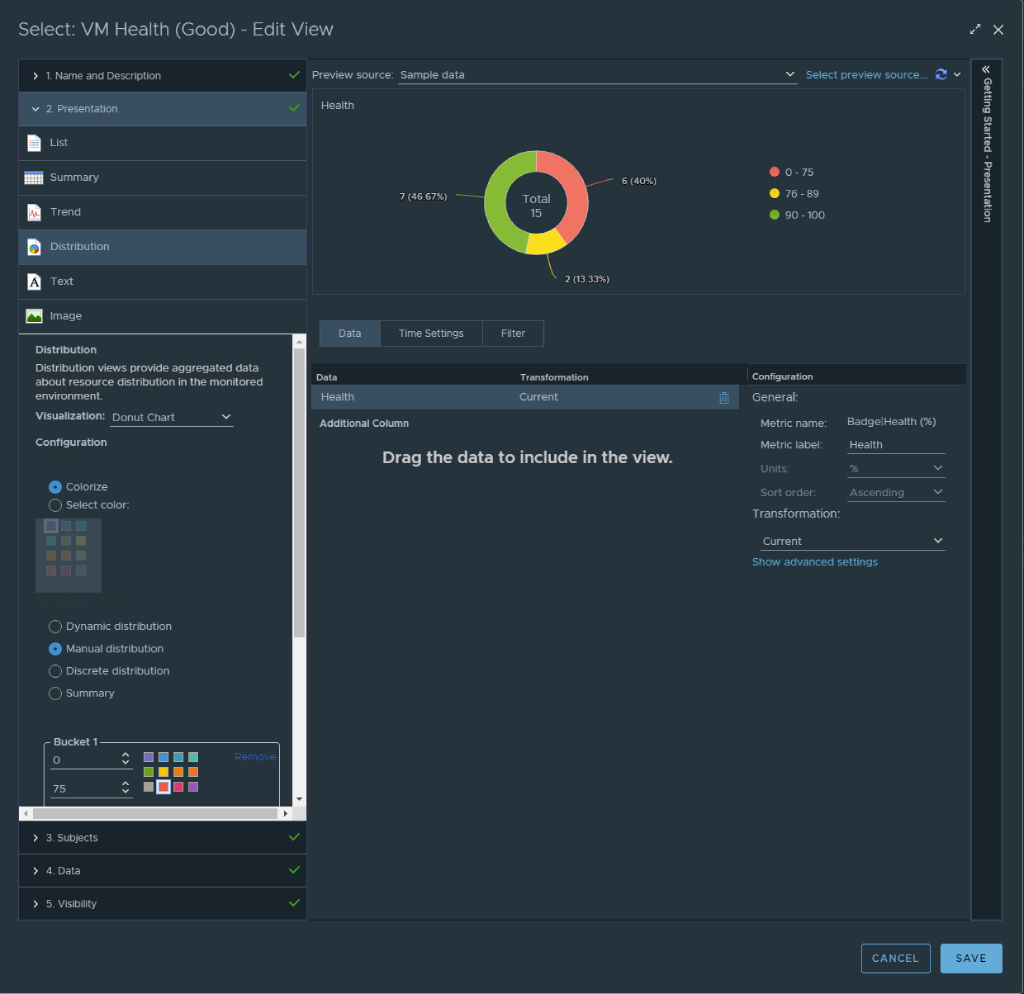 Select: VM Health (Good) - Edit View
1. Name and Description
2. Presentation
List
Summary
Trend
Distribution
Text
Image
Distribution
Distribution views provide aggregated data
about resource distribution in the monitored
environment.
Visualization: Donut Chart
Configuration
Colorize
Select color:
Dynamic distribution
Manual distribution
Discrete distribution
Summary
Bucket 1
0
Remove
75
3. Subjects
4. Data
5. Visibility
Preview source: Sample data
Select preview source...
Health
7 (46.67%)
Total
15
6 (40%)
2 (13.33%)
0 - 75
76 - 89
90 - 100
Data
Time Settings
Filter
Data
Transformation
Health
Current
Additional Column
Drag the data to include in the view.
Configuration
General:
Metric name: Badge|Health (%)
Metric label: Health
Units: %
Sort order: Ascending
Transformation:
Current
Show advanced settings
Getting Started - Presentation
CANCEL
SAVE